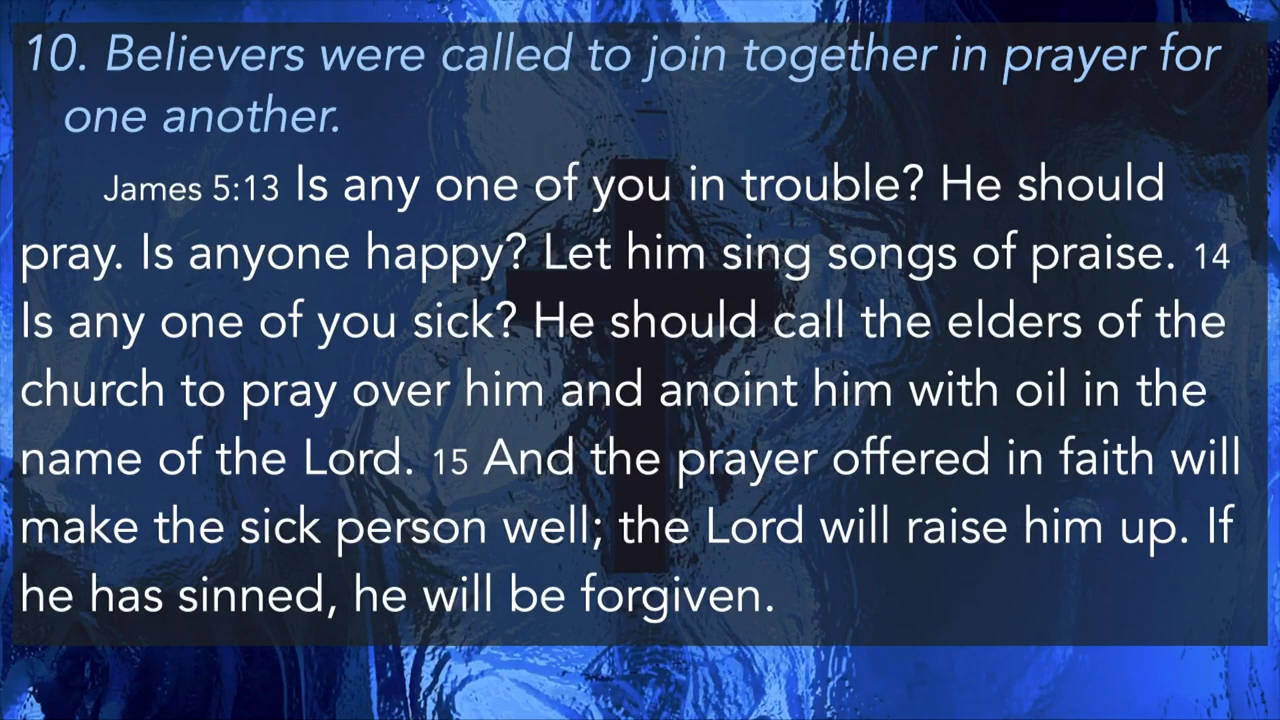 10. Believers were called to join together in prayer for
one another.
James 5:13 Is any one of you in trouble? He should
pray. Is anyone happy? Let him sing songs of praise. 14
Is any one of you sick? He should call the elders of the
church to pray over him and anoint him with oil in the
name of the Lord. 15 And the prayer offered in faith will
make the sick person well; the Lord will raise him up. If
he has sinned, he will be forgiven.